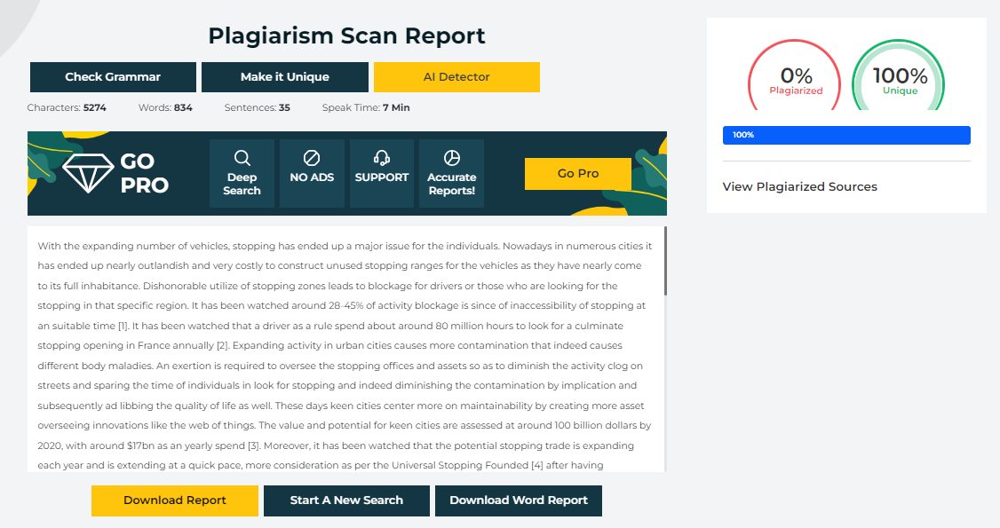 Plagiarism Scan Report
Check Grammar
Make it Unique
AI Detector
Characters: 5274 Words: 834 Sentences: 35 Speak Time: 7 Min
GO PRO
Deep Search
NO ADS
SUPPORT
Accurate Reports!
Go Pro
With the expanding number of vehicles, stopping has ended up a major issue for the individuals. Nowadays in numerous cities it
has ended up nearly outlandish and very costly to construct unused stopping ranges for the vehicles as they have nearly come
to its full inhabitance. Dishonorable utilize of stopping zones leads to blockage for drivers or those who are looking for the
stopping in that specific region. It has been watched around 28-45% of activity blockage is since of inaccessibility of stopping at
an suitable time [1]. It has been watched that a driver as a rule spend about around 80 million hours to look for a culminate
stopping opening in France annually [2]. Expanding activity in urban cities causes more contamination that indeed causes
different body maladies. An exertion is required to oversee the stopping offices and assets so as to diminish the activity clog on
streets and sparing the time of individuals in look for stopping and indeed diminishing the contamination by implication and
subsequently ad libbing the quality of life as well. These days keen cities center more on maintainability by creating more asset
overseeing innovations like the web of things. The value and potential for keen cities are assessed at around 100 billion dollars by
2020, with around $17bn as an yearly spend [3]. Moreover, it has been watched that the potential stopping trade is expanding
each year and is extending at a quick pace, more consideration as per the Universal Stopping Founded [4] after having
Download Report
Start A New Search
Download Word Report
0%
Plagiarized
100%
Unique
100%
View Plagiarized Sources